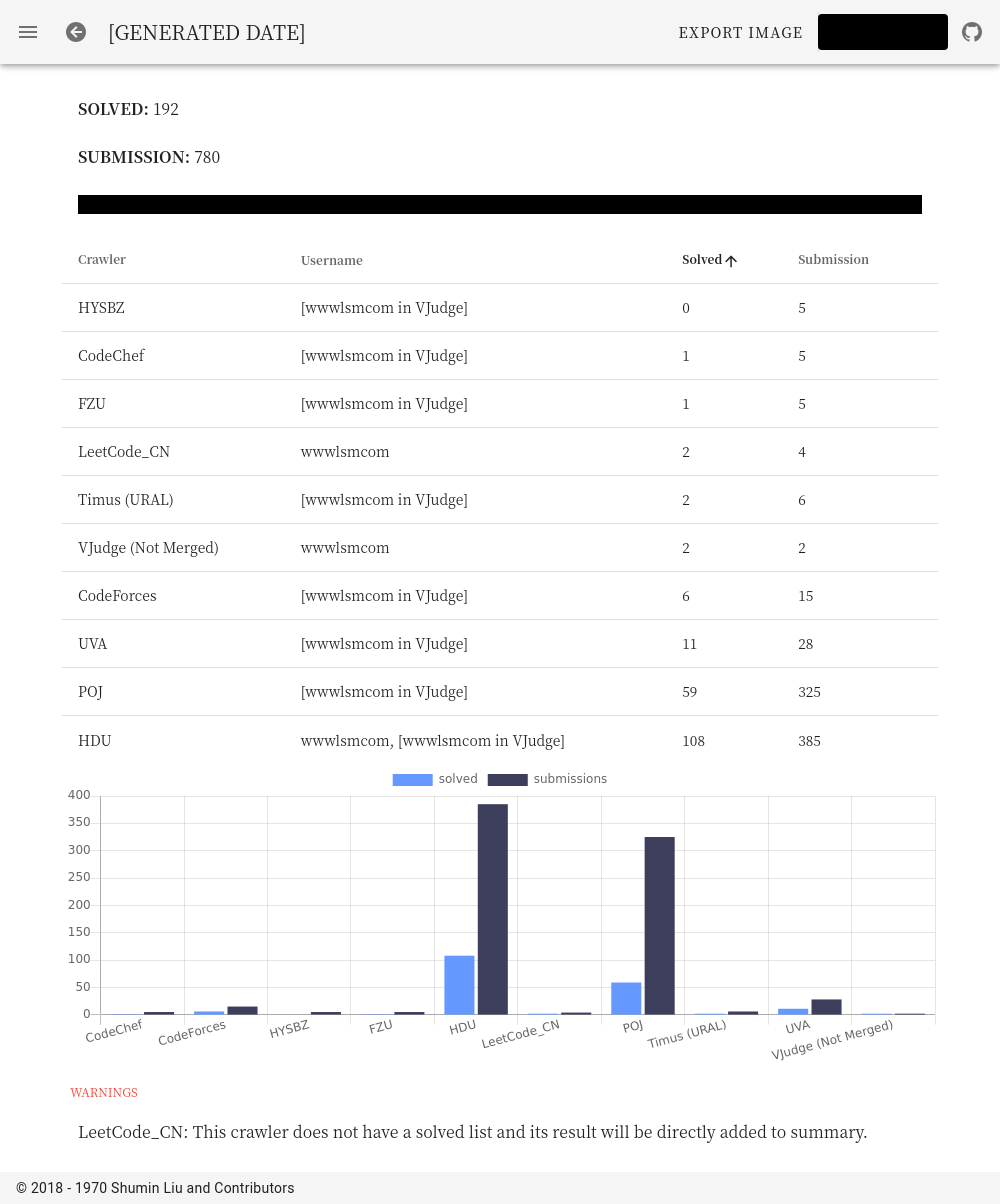 [GENERATED DATE]
EXPORT IMAGE
SOLVED: 192
SUBMISSION: 780
Crawler Username Solved Submission
HYSBZ [wwwlsmcom in VJudge] 0 5
CodeChef [wwwlsmcom in VJudge] 1 5
FZU [wwwlsmcom in VJudge] 1 5
LeetCode_CN wwwlsmcom 2 4
Timus (URAL) [wwwlsmcom in VJudge] 2 6
VJudge (Not Merged) wwwlsmcom 2 2
CodeForces [wwwlsmcom in VJudge] 6 15
UVA [wwwlsmcom in VJudge] 11 28
POJ [wwwlsmcom in VJudge] 59 325
HDU wwwlsmcom, [wwwlsmcom in VJudge] 108 385
solved submissions
400
350
300
250
200
150
100
50
0
CodeChef CodeForces HYSBZ FZU HDU LeetCode_CN POJ Timus (URAL) UVA VJudge (Not Merged)
WARNINGS
LeetCode_CN: This crawler does not have a solved list and its result will be directly added to summary.
© 2018 - 1970 Shumin Liu and Contributors